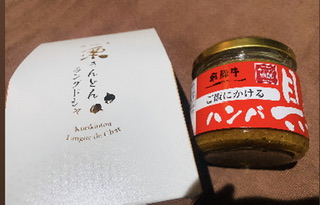 栗きんとん
ラングドシャ
Kurikinton
Langue de Chat
飛騨牛
ご飯にかける
ハンバ